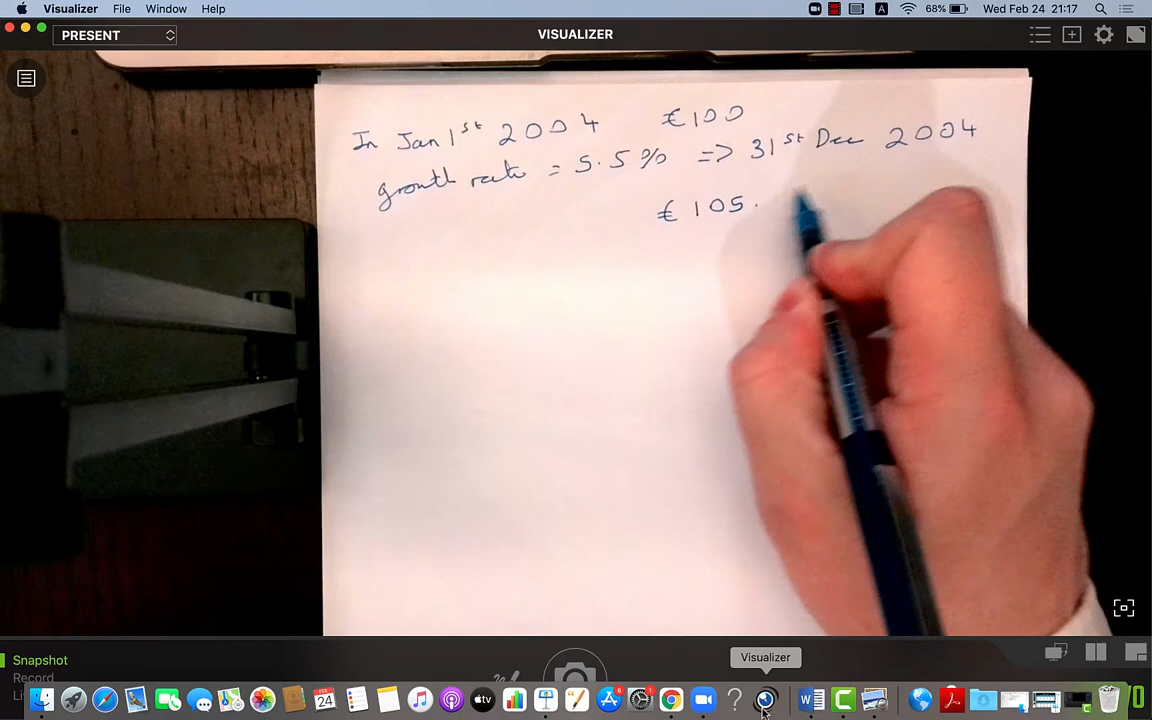 Visualizer File Window Help
A 68% Wed Feb 24 21:17
PRESENT
VISUALIZER
In Jan 1st 2004 €100
growth rate = 5.5% => 31st Dec 2004
€ 105.
Snapshot
Record
Visualizer